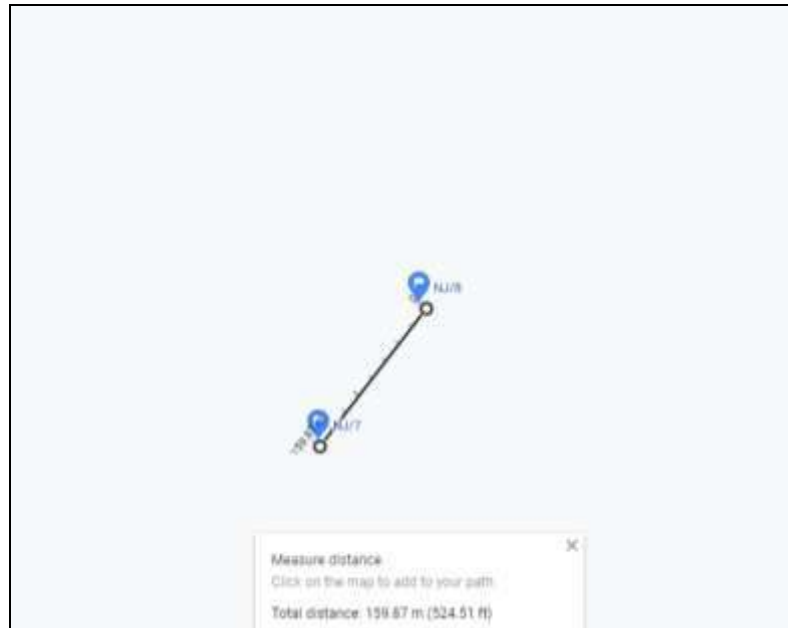 NJ/8
NJ/7
Measure distance
Click on the map to add to your path
Total distance: 159.87 m (524.51 ft)